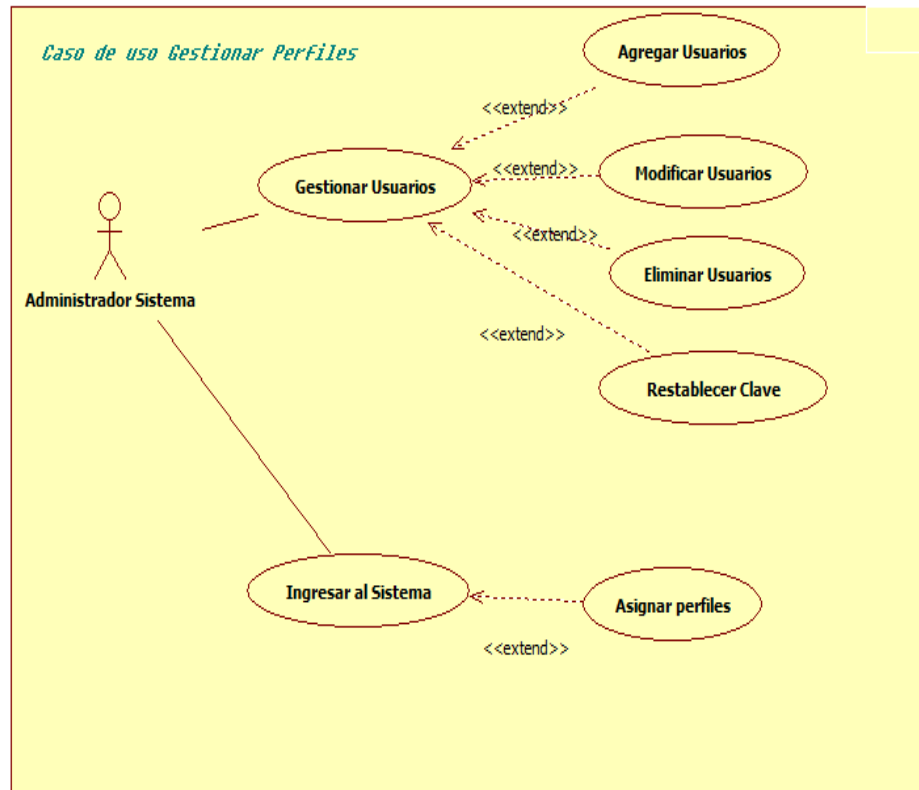 Caso de uso Gestionar Perfiles
Agregar Usuarios
<<extend>>
Gestionar Usuarios
<<extend>>
Modificar Usuarios
<<extend>>
Eliminar Usuarios
Administrador Sistema
<<extend>>
Restablecer Clave
Ingresar al Sistema
Asignar perfiles
<<extend>>